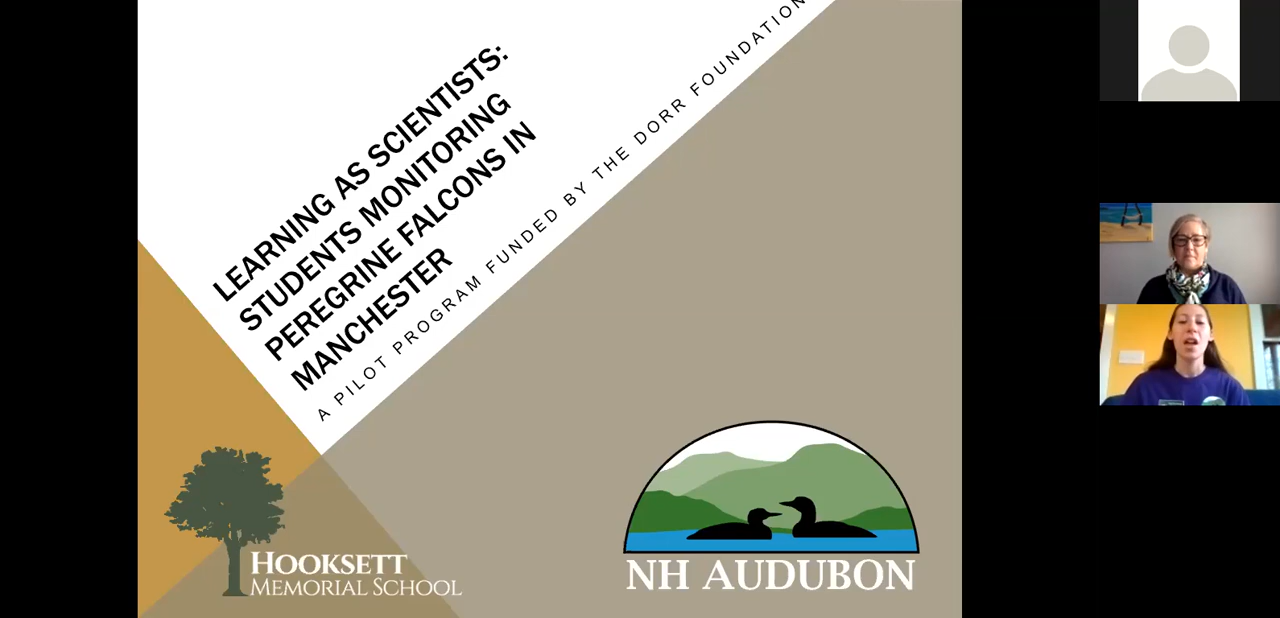 LEARNING AS SCIENTISTS:
STUDENTS MONITORING
PEREGRINE FALCONS IN
MANCHESTER
A PILOT PROGRAM FUNDED BY THE DORR FOUNDATION
HOOKSETT
MEMORIAL SCHOOL
NH AUDUBON